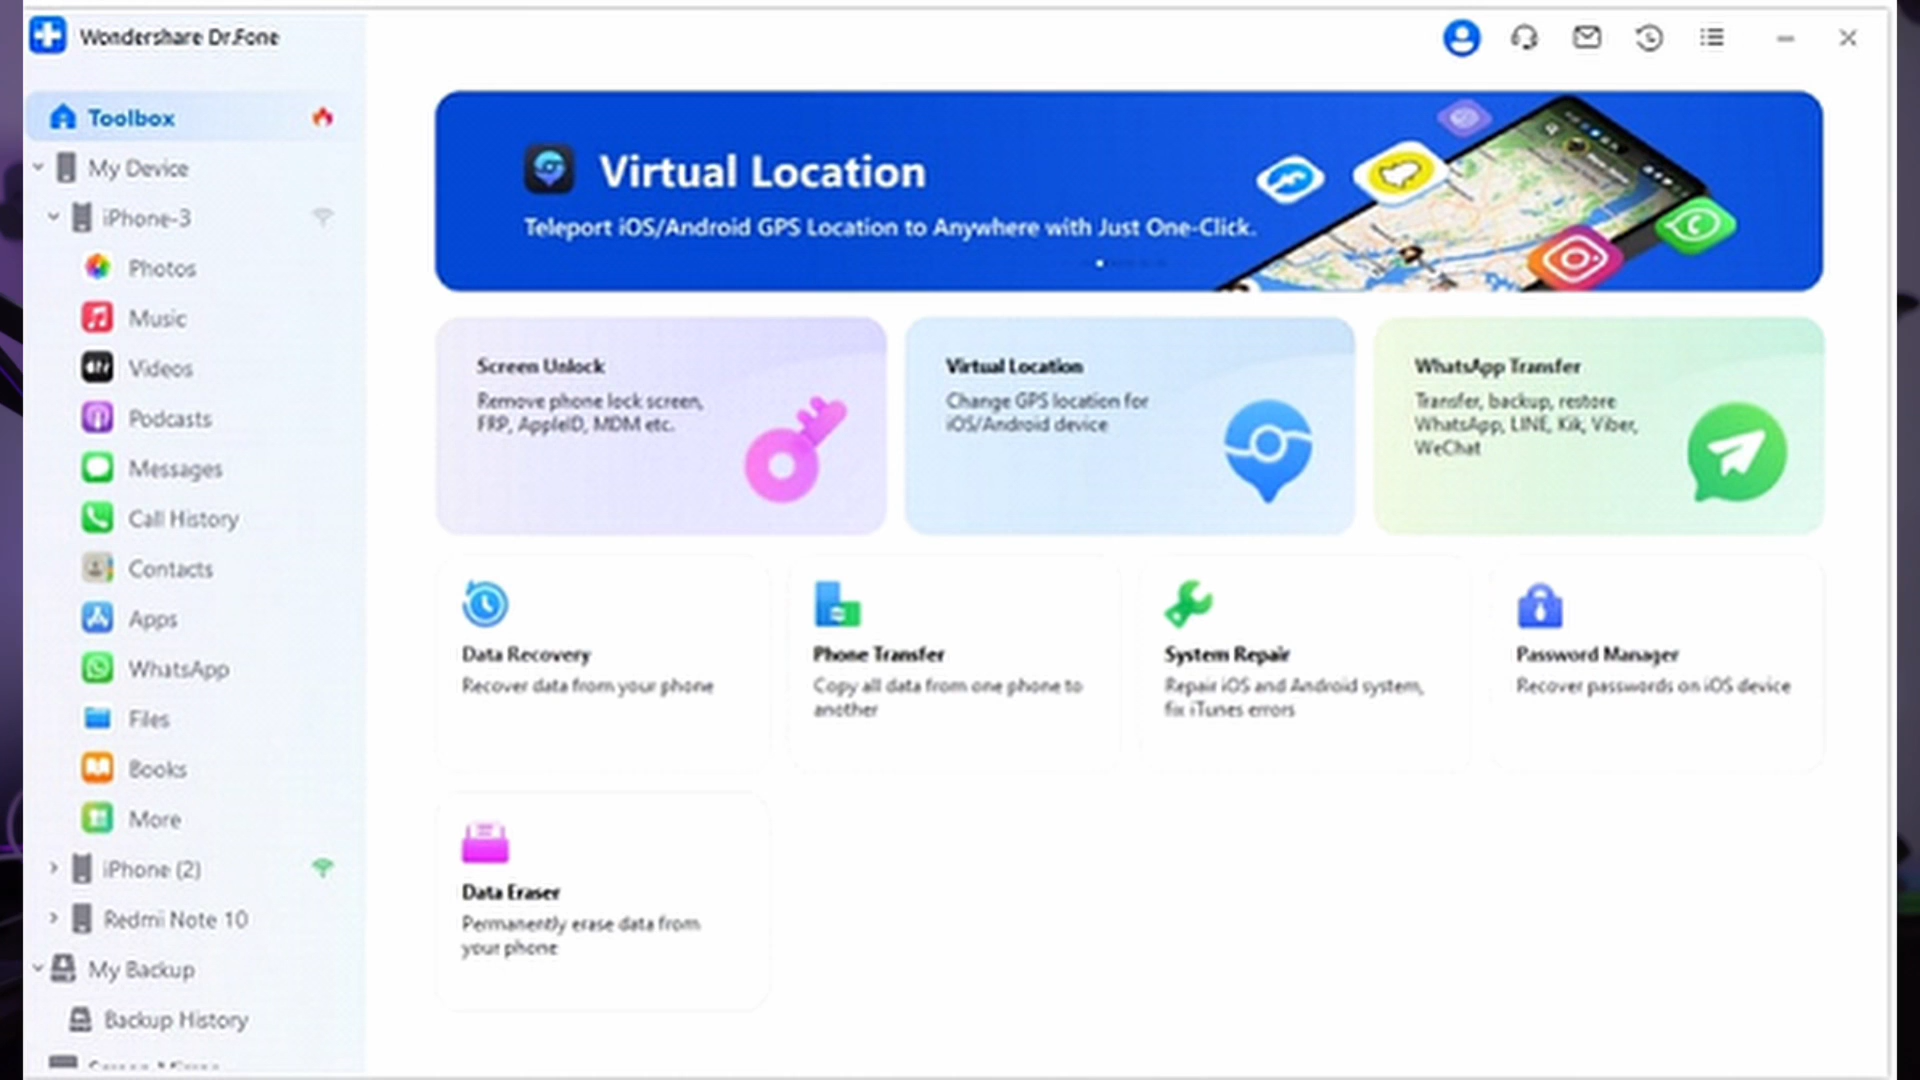 Wondershare Dr.Fone
Toolbox
My Device
iPhone-3
Photos
Music
Videos
Podcasts
Messages
Call History
Contacts
Apps
WhatsApp
Files
Books
More
iPhone (2)
Redmi Note 10
My Backup
Backup History
Virtual Location
Teleport iOS/Android GPS Location to Anywhere with Just One-Click.
Screen Unlock
Remove phone lock screen,
FRP, AppleID, MDM etc.
Virtual Location
Change GPS location for
iOS/Android device
WhatsApp Transfer
Transfer, backup, restore
WhatsApp, LINE, Kik, Viber,
WeChat
Data Recovery
Recover data from your phone
Phone Transfer
Copy all data from one phone to
another
System Repair
Repair iOS and Android system,
fix iTunes errors
Password Manager
Recover passwords on iOS device
Data Eraser
Permanently erase data from
your phone